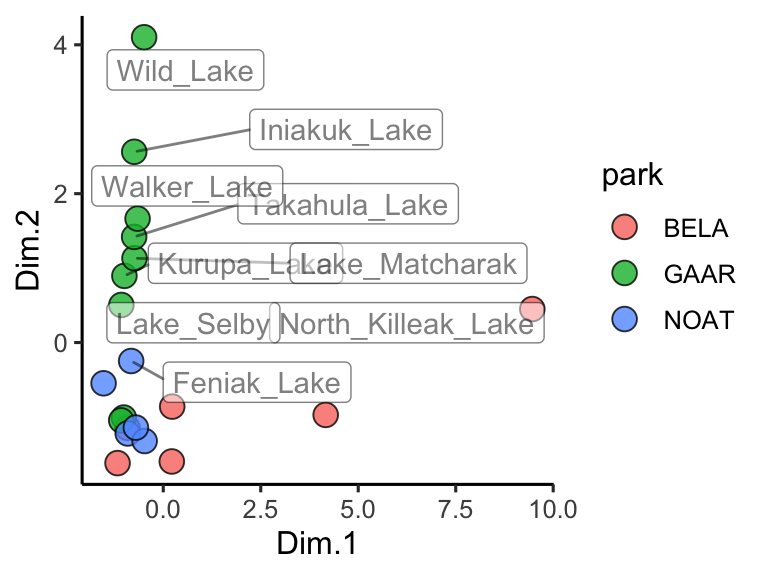 4
Wild_Lake
Iniakuk_Lake
Walker_Lake
2
Takahula_Lake
Kurupa_Lake
Lake_Matcharak
Lake_Selby
North_Killeak_Lake
0
Feniak_Lake
Dim.2
0.0 2.5 5.0 7.5 10.0
Dim.1
park
BELA
GAAR
NOAT